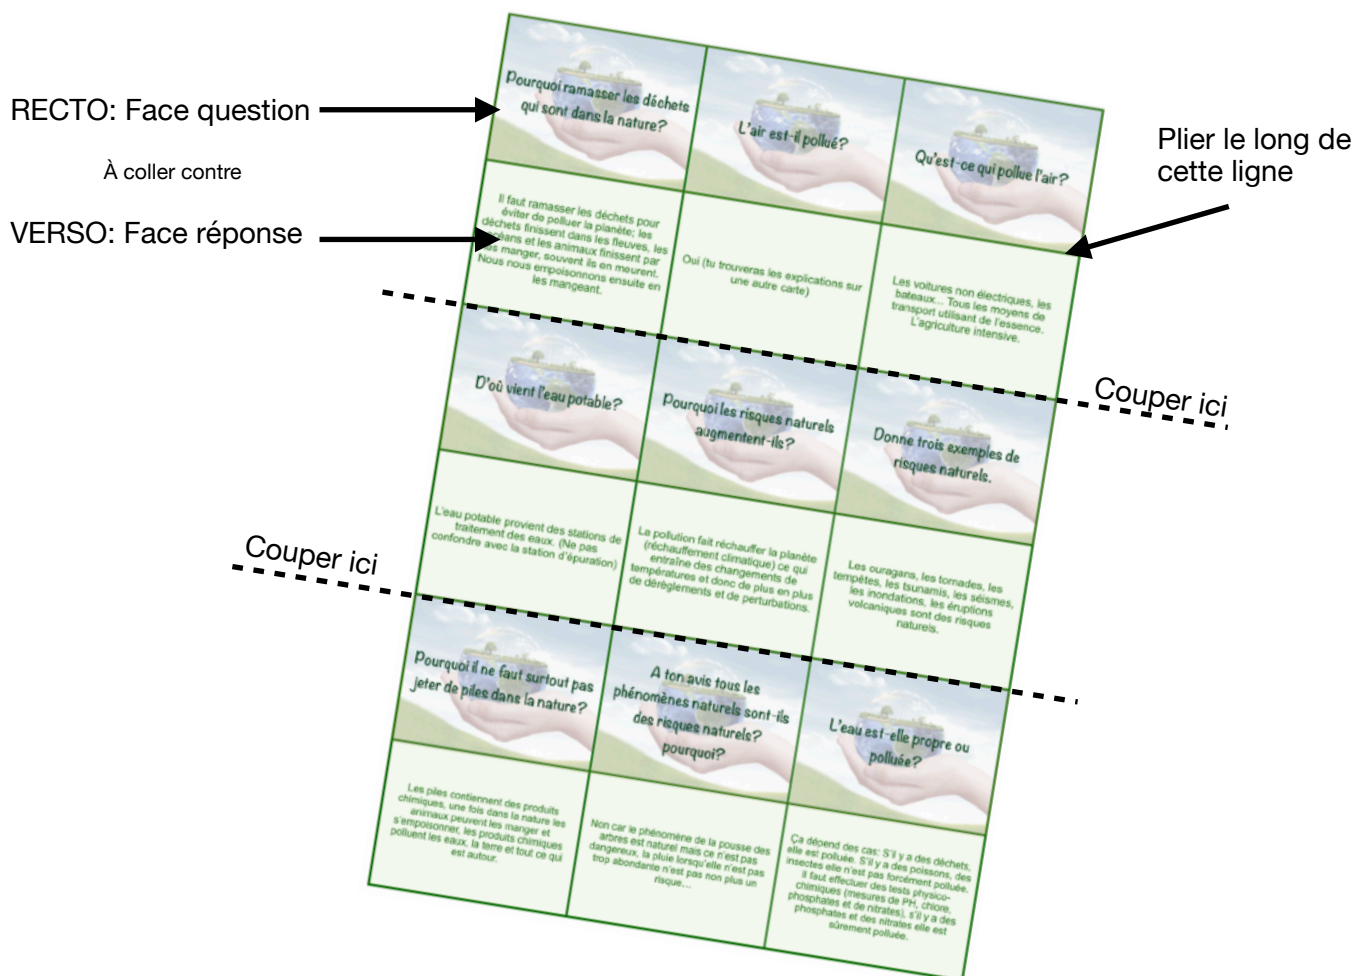 RECTO: Face question
À coller contre
VERSO: Face réponse
Plier le long de
cette ligne
Pourquoi ramasser les déchets
qui sont dans la nature?
L'air est-il pollué?
Qu'est-ce qui pollue l'air?
Il faut ramasser les déchets pour
éviter de polluer la planète; les
déchets finissent dans les fleuves, les
océans et les animaux finissent par
les manger, souvent ils en meurent.
Nous nous empoisonnons ensuite en
les mangeant.
Oui (tu trouveras les explications sur
une autre carte)
Les voitures non électriques, les
bateaux... Tous les moyens de
transport utilisant de l'essence.
L'agriculture intensive.
Couper ici
D'où vient l'eau potable?
Pourquoi les risques naturels
augmentent-ils?
Donne trois exemples de
risques naturels.
L'eau potable provient des stations de
traitement des eaux. (Ne pas
confondre avec la station d'épuration)
La pollution fait réchauffer la planète
(réchauffement climatique) ce qui
entraîne des changements de
températures et donc de plus en plus
de dérèglements et de perturbations.
Les ouragans, les tornades, les
tempêtes, les tsunamis, les séismes,
les inondations, les éruptions
volcaniques sont des risques
naturels.
Couper ici
Pourquoi il ne faut surtout pas
jeter de piles dans la nature?
A ton avis tous les
phénomènes naturels sont-ils
des risques naturels?
pourquoi?
L'eau est-elle propre ou
polluée?
Les piles contiennent des produits
chimiques, une fois dans la nature les
animaux peuvent les manger et
s'empoisonner, les produits chimiques
polluent les eaux, la terre et tout ce qui
est autour.
Non car le phénomène de la pousse des
arbres est naturel mais ce n'est pas
dangereux, la pluie lorsqu'elle n'est pas
trop abondante n'est pas non plus un
risque...
Ça dépend des cas: S'il y a des déchets,
elle est polluée. S'il y a des poissons, des
insectes elle n'est pas forcément polluée.
il faut effectuer des tests physico-
chimiques (mesures de PH, chlore,
phosphates et de nitrates), s'il y a des
phosphates et des nitrates elle est
sûrement polluée.